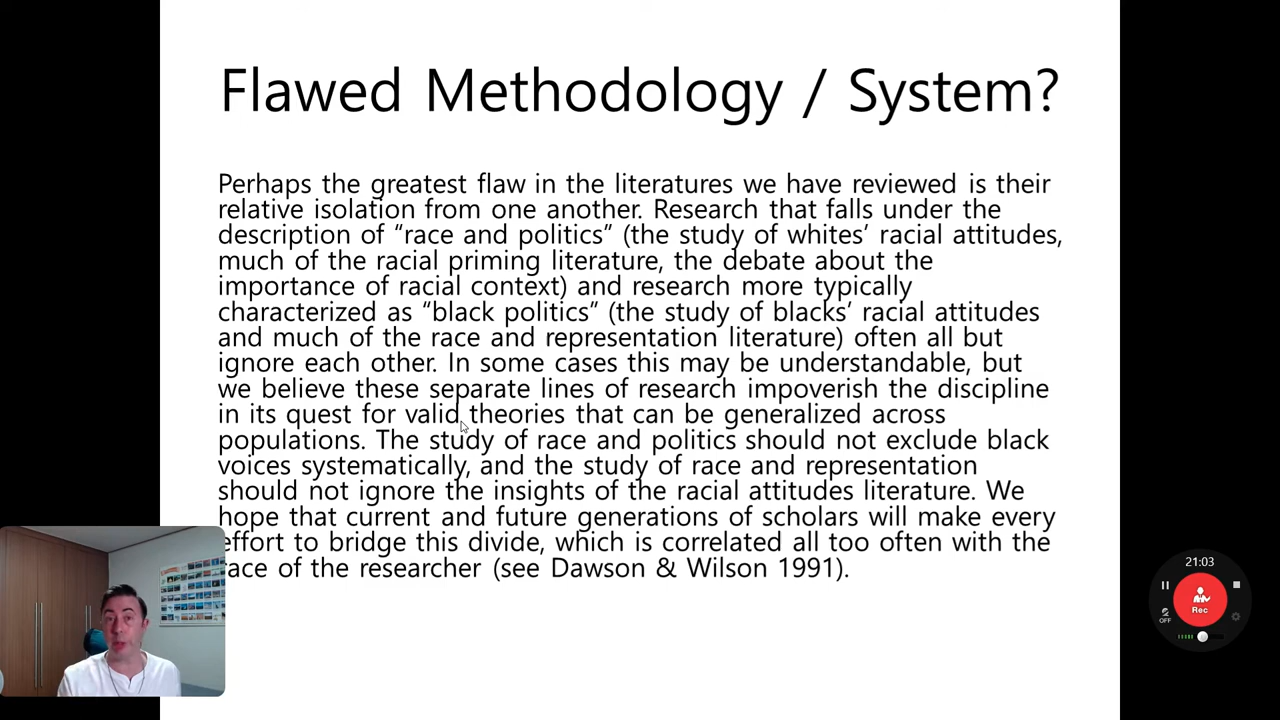 Flawed Methodology / System?
Perhaps the greatest flaw in the literatures we have reviewed is their
relative isolation from one another. Research that falls under the
description of “race and politics” (the study of whites’ racial attitudes,
much of the racial priming literature, the debate about the
importance of racial context) and research more typically
characterized as “black politics” (the study of blacks’ racial attitudes
and much of the race and representation literature) often all but
ignore each other. In some cases this may be understandable, but
we believe these separate lines of research impoverish the discipline
in its quest for valid theories that can be generalized across
populations. The study of race and politics should not exclude black
voices systematically, and the study of race and representation
should not ignore the insights of the racial attitudes literature. We
hope that current and future generations of scholars will make every
effort to bridge this divide, which is correlated all too often with the
race of the researcher (see Dawson & Wilson 1991).
21:03
Rec
OFF